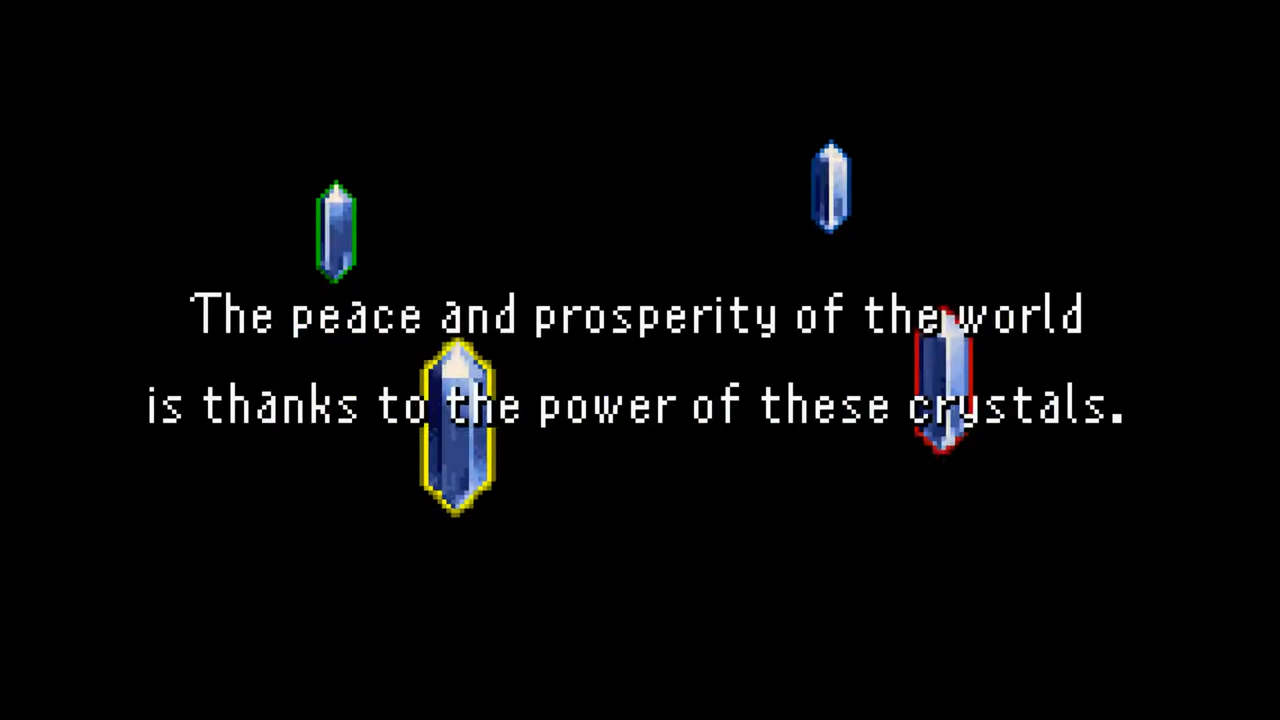 The peace and prosperity of the world
is thanks to the power of these crystals.